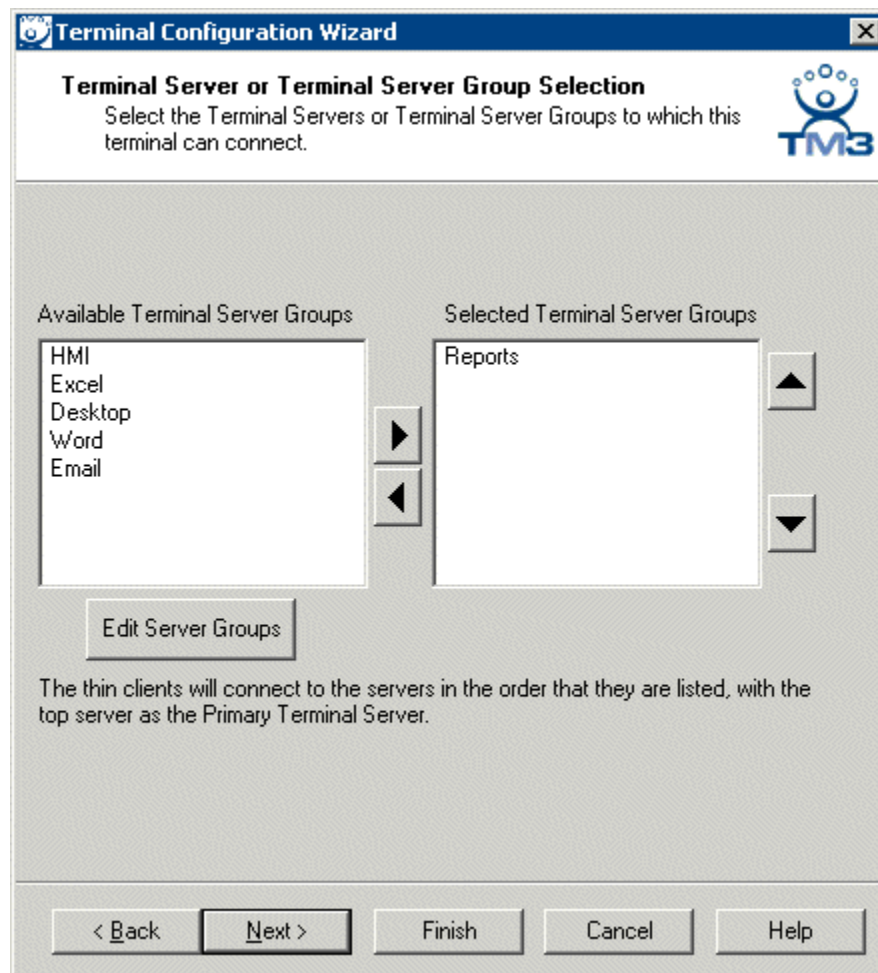 Terminal Configuration Wizard
Terminal Server or Terminal Server Group Selection
Select the Terminal Servers or Terminal Server Groups to which this
terminal can connect.
TM3
Available Terminal Server Groups
HMI
Excel
Desktop
Word
Email
Selected Terminal Server Groups
Reports
Edit Server Groups
The thin clients will connect to the servers in the order that they are listed, with the
top server as the Primary Terminal Server.
< Back
Next >
Finish
Cancel
Help